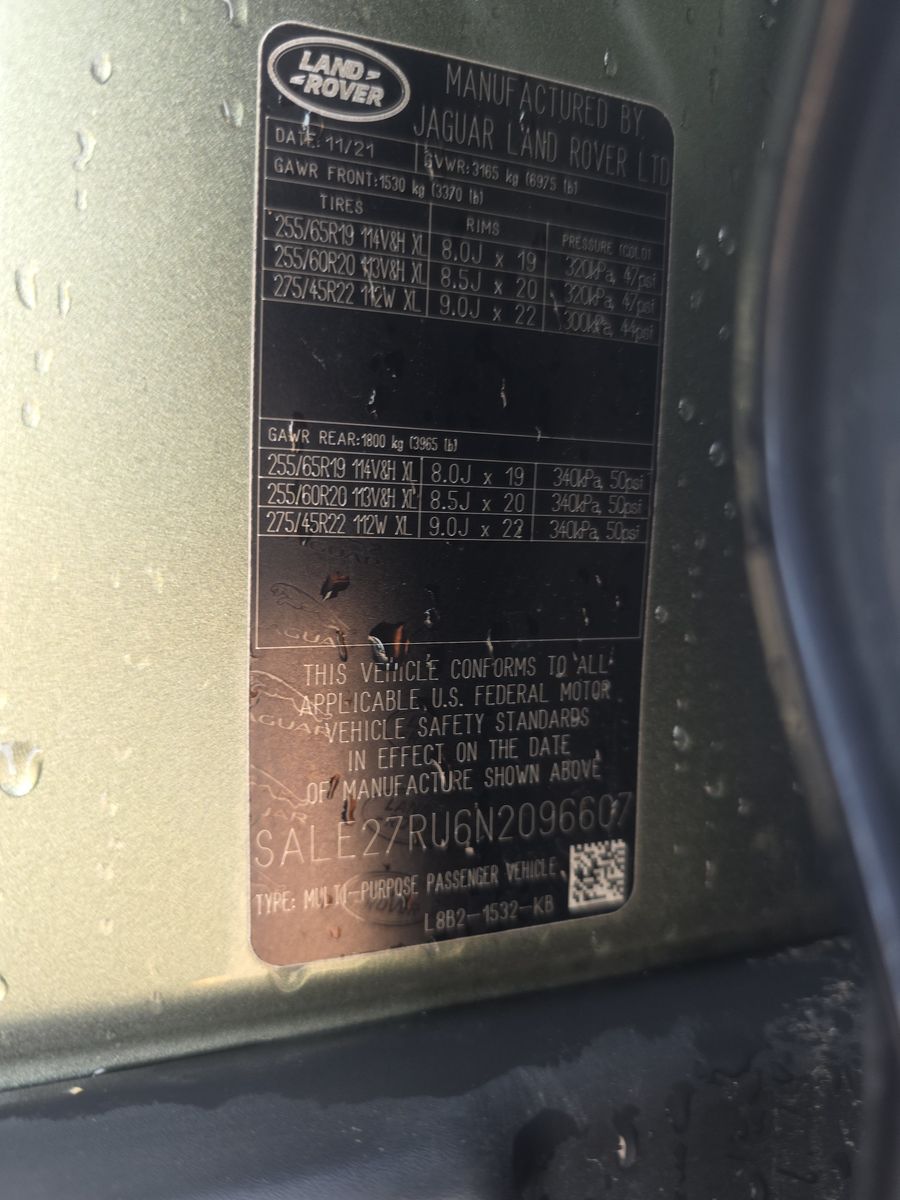 LAND ROVER
MANUFACTURED BY,
JAGUAR LAND ROVER LTD
DATE: 11/21 GVWR:3165 kg (6975 lb)
GAWR FRONT:1530 kg (3370 lb)
TIRES RIMS PRESSURE (COLD)
255/65R19 114V&H XL 8.0J x 19 320kPa, 47psi
255/60R20 113V&H XL 8.5J x 20 320kPa, 47psi
275/45R22 112W XL 9.0J x 22 300kPa, 44psi
GAWR REAR:1800 kg (3965 lb)
255/65R19 114V&H XL 8.0J x 19 340kPa, 50psi
255/60R20 113V&H XL 8.5J x 20 340kPa, 50psi
275/45R22 112W XL 9.0J x 22 340kPa, 50psi
THIS VEHICLE CONFORMS TO ALL
APPLICABLE U.S. FEDERAL MOTOR
VEHICLE SAFETY STANDARDS
IN EFFECT ON THE DATE
OF MANUFACTURE SHOWN ABOVE
SALE27RU6N2096607
TYPE: MULTI-PURPOSE PASSENGER VEHICLE
L8B2-1532-KB